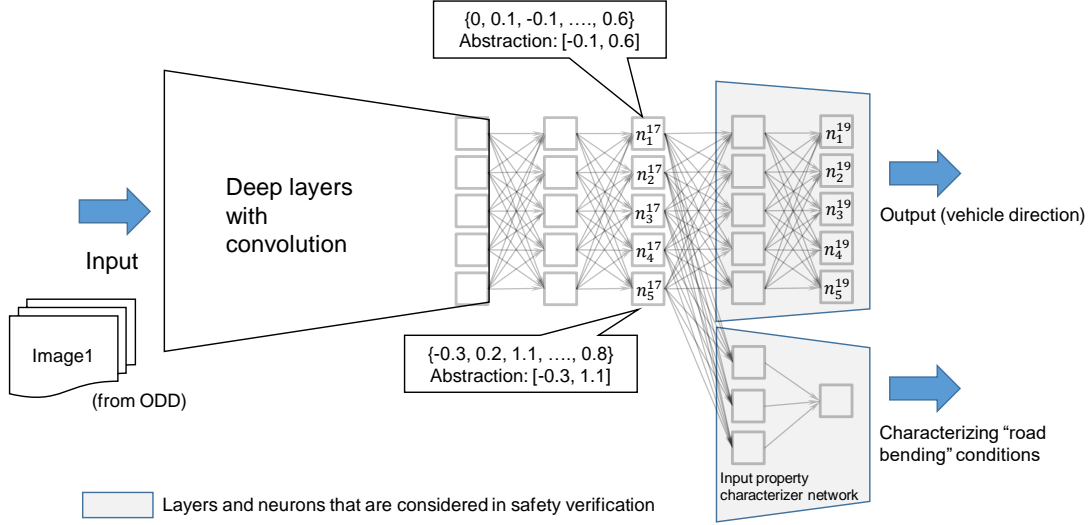 {0, 0.1, -0.1, …., 0.6}
Abstraction: [-0.1, 0.6]
Deep layers
with
convolution
Input
Image1
(from ODD)
n₁¹⁷
n₂¹⁷
n₃¹⁷
n₄¹⁷
n₅¹⁷
{-0.3, 0.2, 1.1, …., 0.8}
Abstraction: [-0.3, 1.1]
n₁¹⁹
n₂¹⁹
n₃¹⁹
n₄¹⁹
n₅¹⁹
Output (vehicle direction)
Input property
characterizer network
Characterizing “road
bending” conditions
Layers and neurons that are considered in safety verification